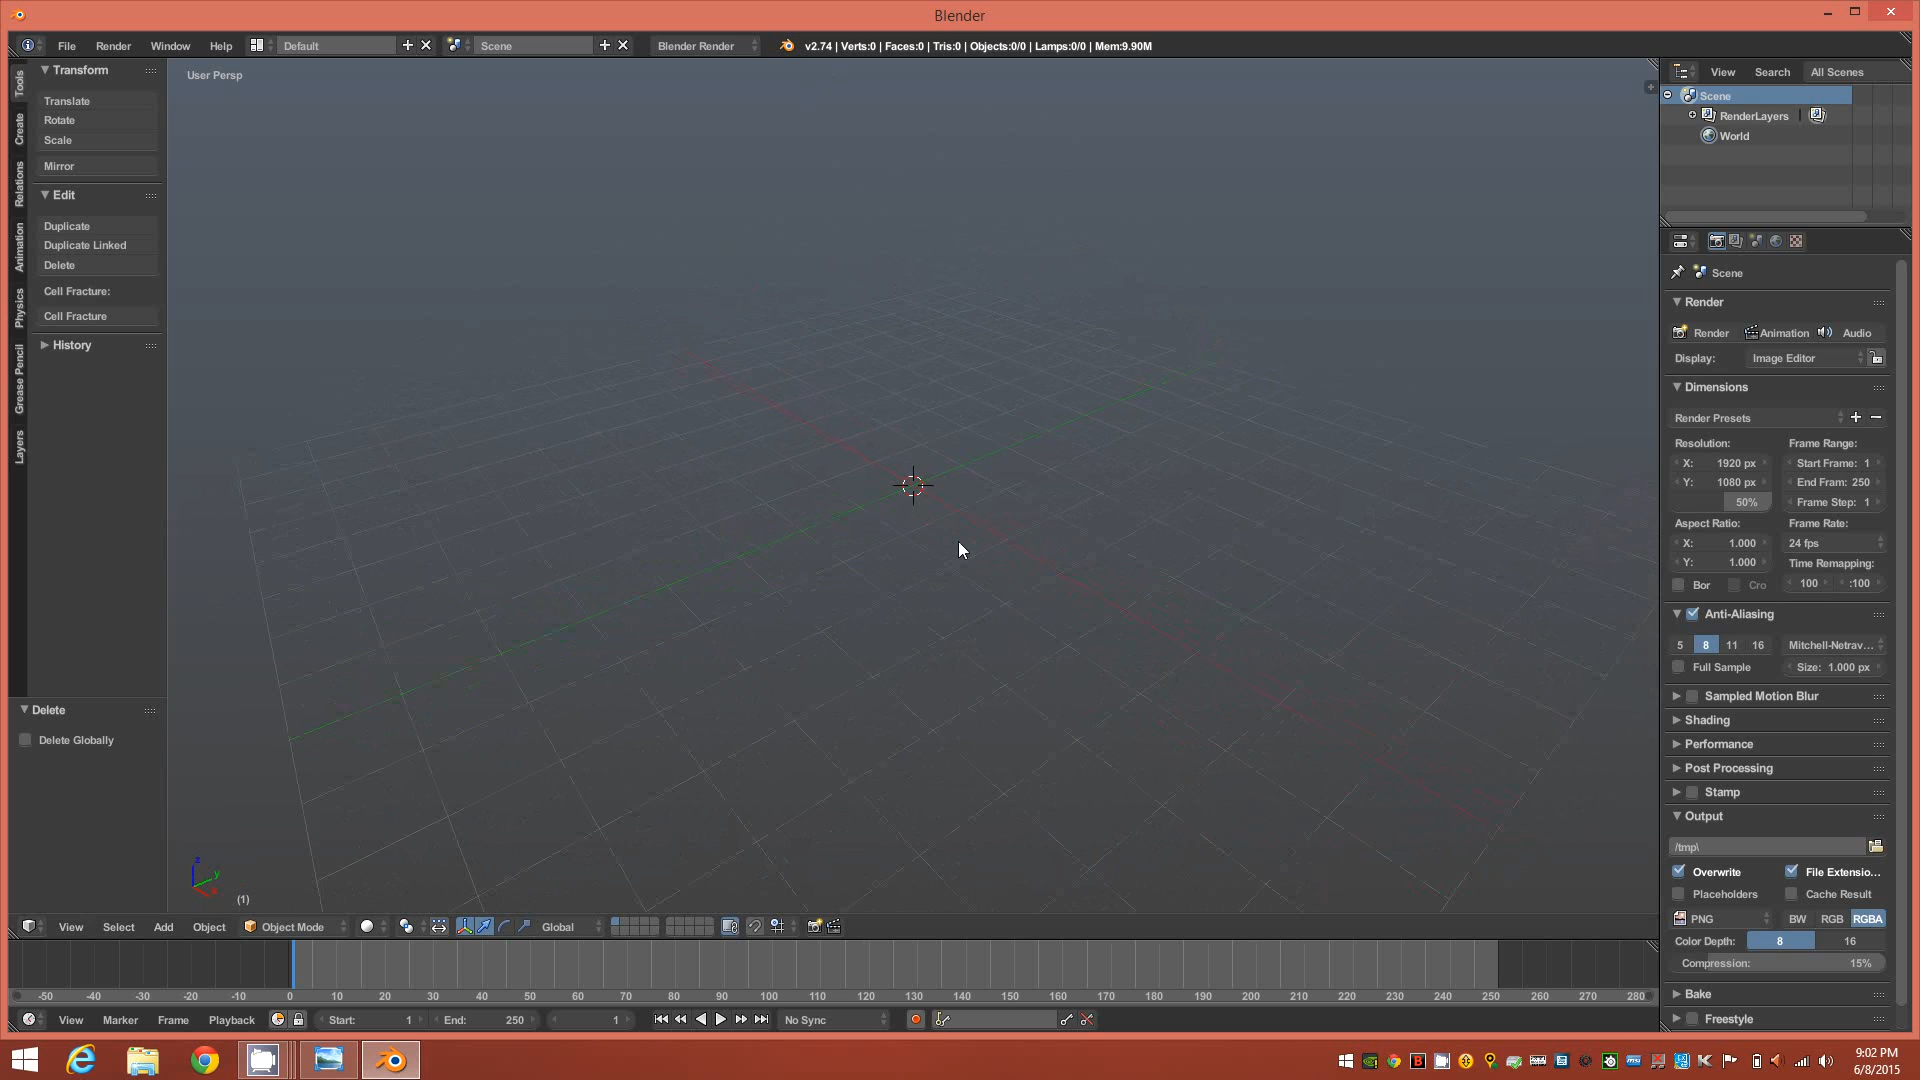 Blender
File Render Window Help Default Scene Blender Render v2.74 | Verts:0 | Faces:0 | Tris:0 | Objects:0/0 | Lamps:0/0 | Mem:9.90M
Tools
Create
Relations
Animation
Physics
Grease Pencil
Layers
Transform
Translate
Rotate
Scale
Mirror
Edit
Duplicate
Duplicate Linked
Delete
Cell Fracture:
Cell Fracture
History
Delete
Delete Globally
User Persp
z
y
x
(1)
View Select Add Object Object Mode Global
-50 -40 -30 -20 -10 0 10 20 30 40 50 60 70 80 90 100 110 120 130 140 150 160 170 180 190 200 210 220 230 240 250 260 270 280
View Marker Frame Playback Start: 1 End: 250 1 No Sync
View Search All Scenes
Scene
RenderLayers
World
Scene
Render
Render Animation Audio
Display: Image Editor
Dimensions
Render Presets
Resolution: Frame Range:
X: 1920 px Start Frame: 1
Y: 1080 px End Fram: 250
50% Frame Step: 1
Aspect Ratio: Frame Rate:
X: 1.000 24 fps
Y: 1.000 Time Remapping:
Bor Cro 100 :100
Anti-Aliasing
5 8 11 16 Mitchell-Netrav...
Full Sample Size: 1.000 px
Sampled Motion Blur
Shading
Performance
Post Processing
Stamp
Output
/tmp\
Overwrite File Extensio...
Placeholders Cache Result
PNG BW RGB RGBA
Color Depth: 8 16
Compression: 15%
Bake
Freestyle
9:02 PM
6/8/2015